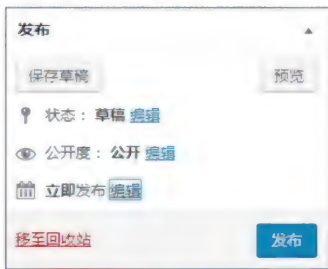 发布
保存草稿 预览
状态：草稿 编辑
公开度：公开 编辑
立即发布 编辑
移至回收站 发布